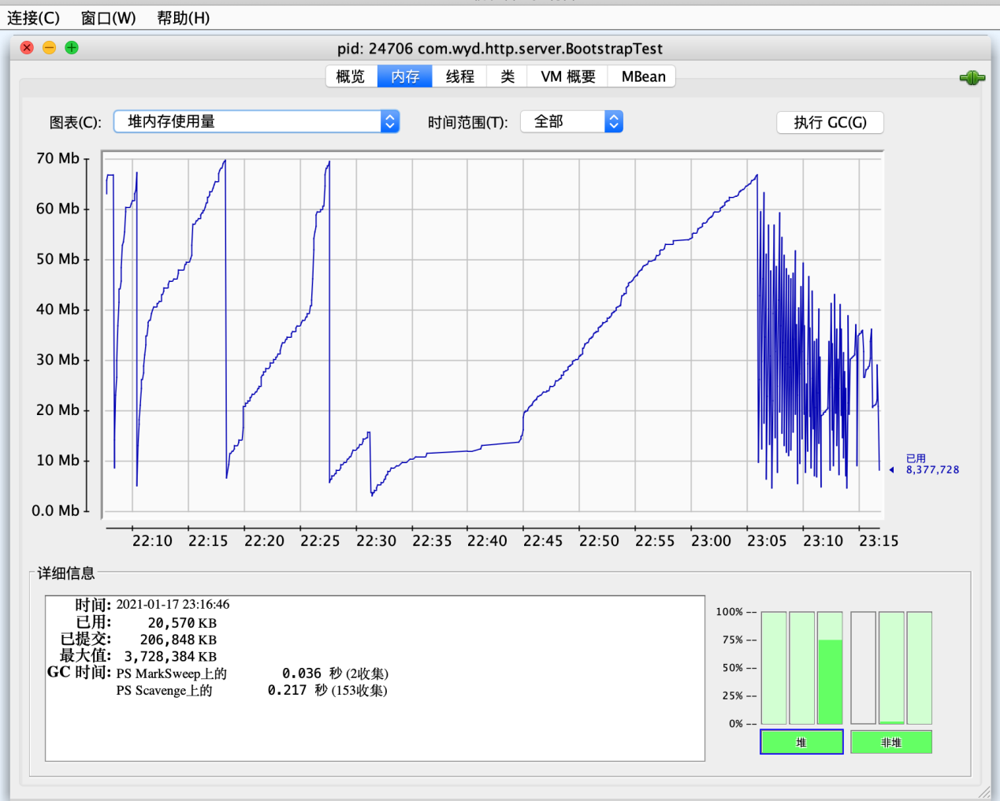 连接(C) 窗口(W) 帮助(H)
pid: 24706 com.wyd.http.server.BootstrapTest
概览 内存 线程 类 VM 概要 MBean
图表(C): 堆内存使用量 时间范围(T): 全部 执行 GC(G)
70 Mb
60 Mb
50 Mb
40 Mb
30 Mb
20 Mb
10 Mb
0.0 Mb
已用
8,377,728
22:10 22:15 22:20 22:25 22:30 22:35 22:40 22:45 22:50 22:55 23:00 23:05 23:10 23:15
详细信息
时间: 2021-01-17 23:16:46
已用: 20,570 KB
已提交: 206,848 KB
最大值: 3,728,384 KB
GC 时间: PS MarkSweep上的 0.036 秒 (2收集)
PS Scavenge上的 0.217 秒 (153收集)
100%
75%
50%
25%
0%
堆 非堆